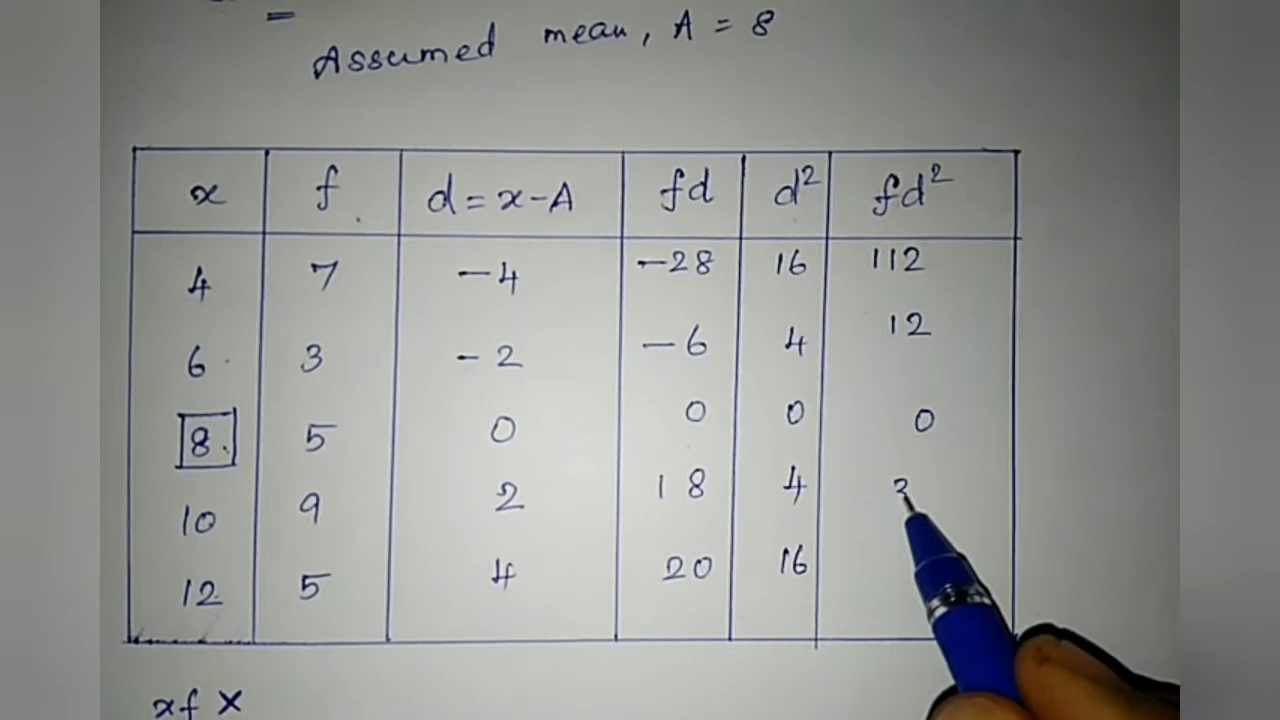 =
Assumed mean, A = 8
x f d = x - A fd d² fd²
4 7 -4 -28 16 112
6 3 -2 -6 4 12
8 5 0 0 0 0
10 9 2 18 4 3
12 5 4 20 16
xf X